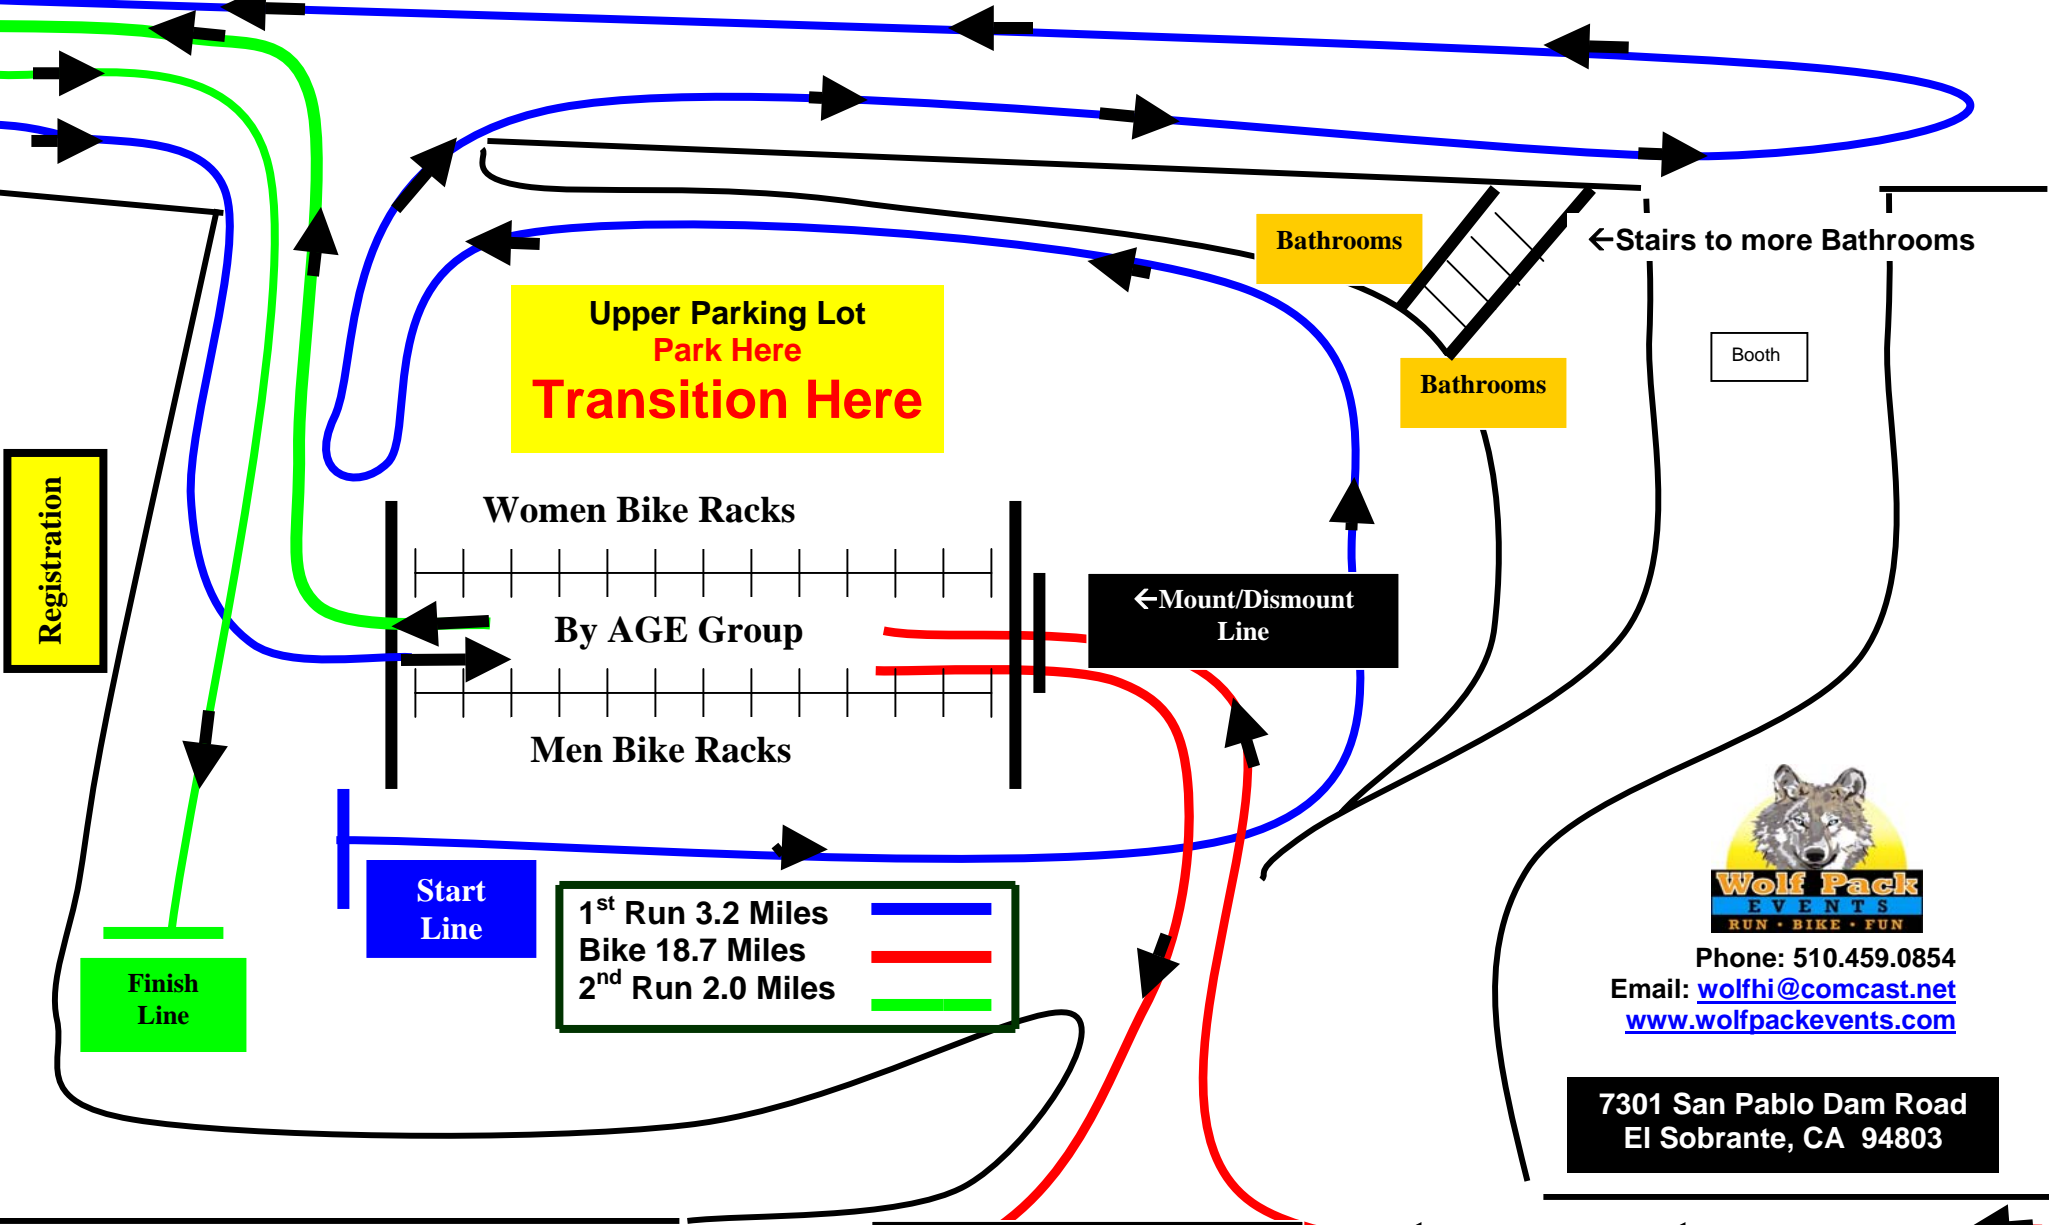 Bathrooms
←Stairs to more Bathrooms
Upper Parking Lot
Park Here
Transition Here
Booth
Bathrooms
Registration
Women Bike Racks
By AGE Group
Men Bike Racks
←Mount/Dismount
Line
Start
Line
1st Run 3.2 Miles
Bike 18.7 Miles
2nd Run 2.0 Miles
Finish
Line
Wolf Pack
EVENTS
RUN • BIKE • FUN
Phone: 510.459.0854
Email: wolfhi@comcast.net
www.wolfpackevents.com
7301 San Pablo Dam Road
El Sobrante, CA  94803